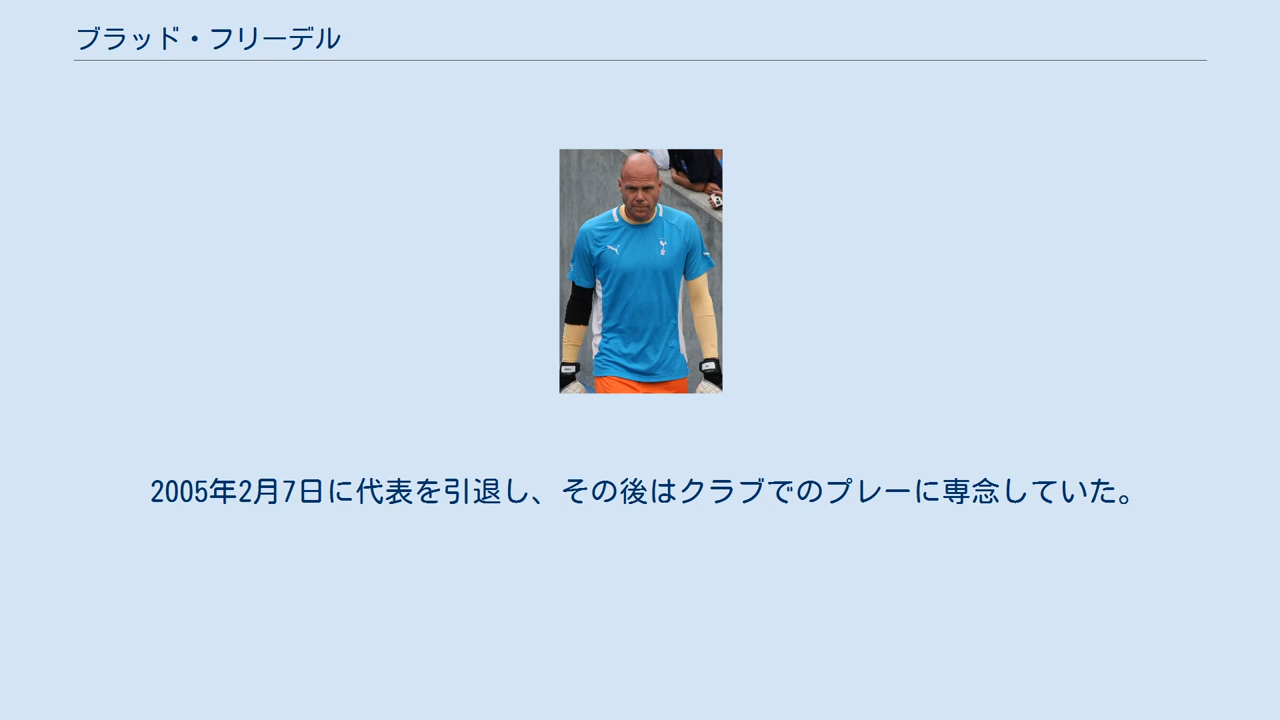 ブラッド・フリーデル
2005年2月7日に代表を引退し、その後はクラブでのプレーに専念していた。